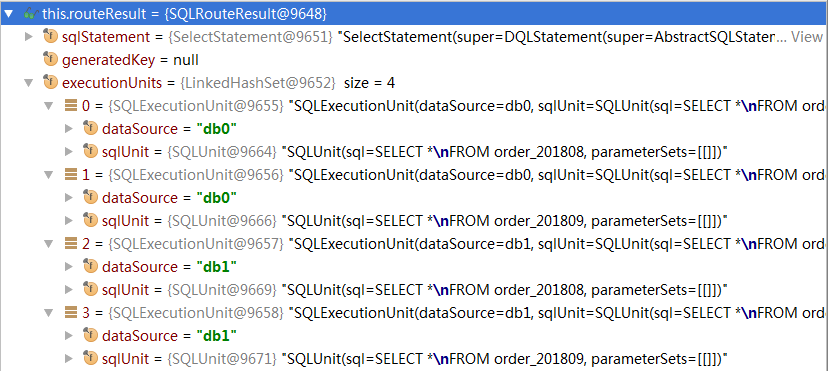 this.routeResult = {SQLRouteResult@9648}
sqlStatement = {SelectStatement@9651} "SelectStatement(super=DQLStatement(super=AbstractSQLStater... View
generatedKey = null
executionUnits = {LinkedHashSet@9652} size = 4
0 = {SQLExecutionUnit@9655} "SQLExecutionUnit(dataSource=db0, sqlUnit=SQLUnit(sql=SELECT *\nFROM orde
dataSource = "db0"
sqlUnit = {SQLUnit@9664} "SQLUnit(sql=SELECT *\nFROM order_201808, parameterSets=[[]])"
1 = {SQLExecutionUnit@9656} "SQLExecutionUnit(dataSource=db0, sqlUnit=SQLUnit(sql=SELECT *\nFROM orde
dataSource = "db0"
sqlUnit = {SQLUnit@9666} "SQLUnit(sql=SELECT *\nFROM order_201809, parameterSets=[[]])"
2 = {SQLExecutionUnit@9657} "SQLExecutionUnit(dataSource=db1, sqlUnit=SQLUnit(sql=SELECT *\nFROM orde
dataSource = "db1"
sqlUnit = {SQLUnit@9669} "SQLUnit(sql=SELECT *\nFROM order_201808, parameterSets=[[]])"
3 = {SQLExecutionUnit@9658} "SQLExecutionUnit(dataSource=db1, sqlUnit=SQLUnit(sql=SELECT *\nFROM orde
dataSource = "db1"
sqlUnit = {SQLUnit@9671} "SQLUnit(sql=SELECT *\nFROM order_201809, parameterSets=[[]])"